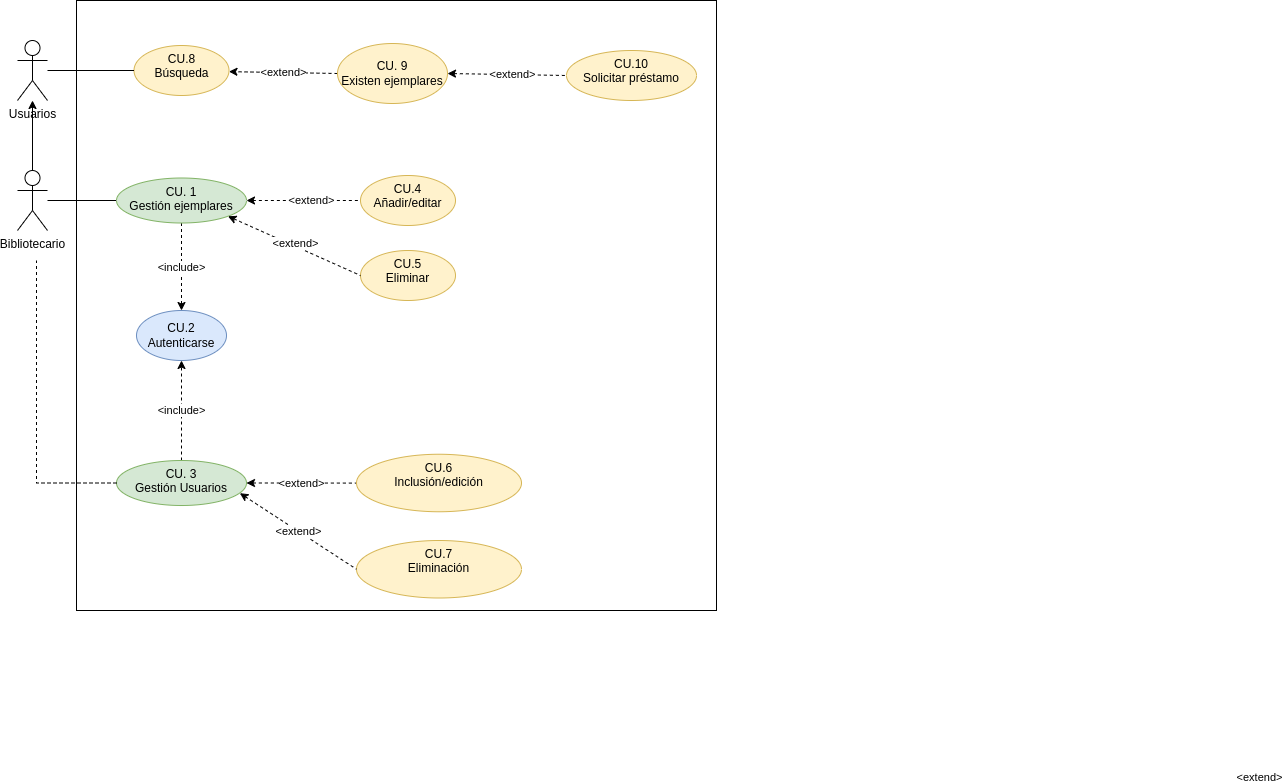 CU.8
Búsqueda
<extend>
CU. 9
Existen ejemplares
<extend>
CU.10
Solicitar préstamo
Usuarios
CU. 1
Gestión ejemplares
<extend>
CU.4
Añadir/editar
Bibliotecario
<extend>
CU.5
Eliminar
<include>
CU.2
Autenticarse
<include>
CU. 3
Gestión Usuarios
<extend>
CU.6
Inclusión/edición
<extend>
CU.7
Eliminación
<extend>